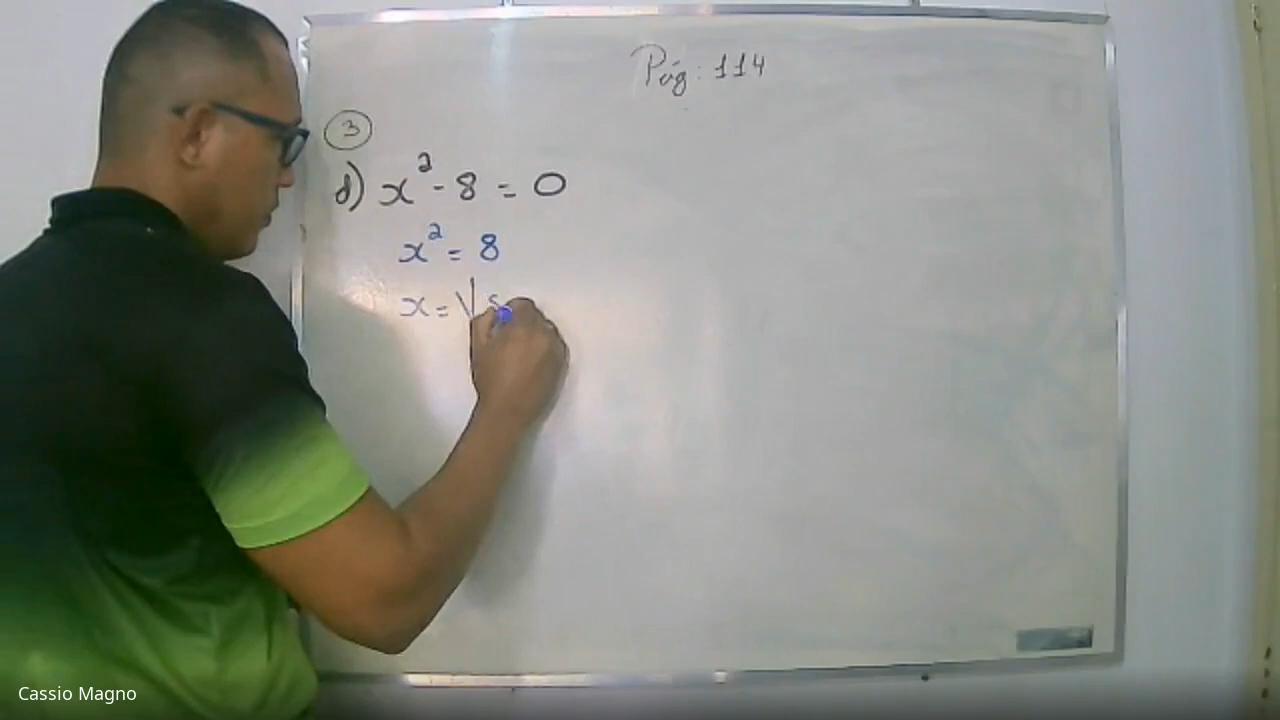 Pág: 114
3
d) x² - 8 = 0
x² = 8
x = √8
Cassio Magno